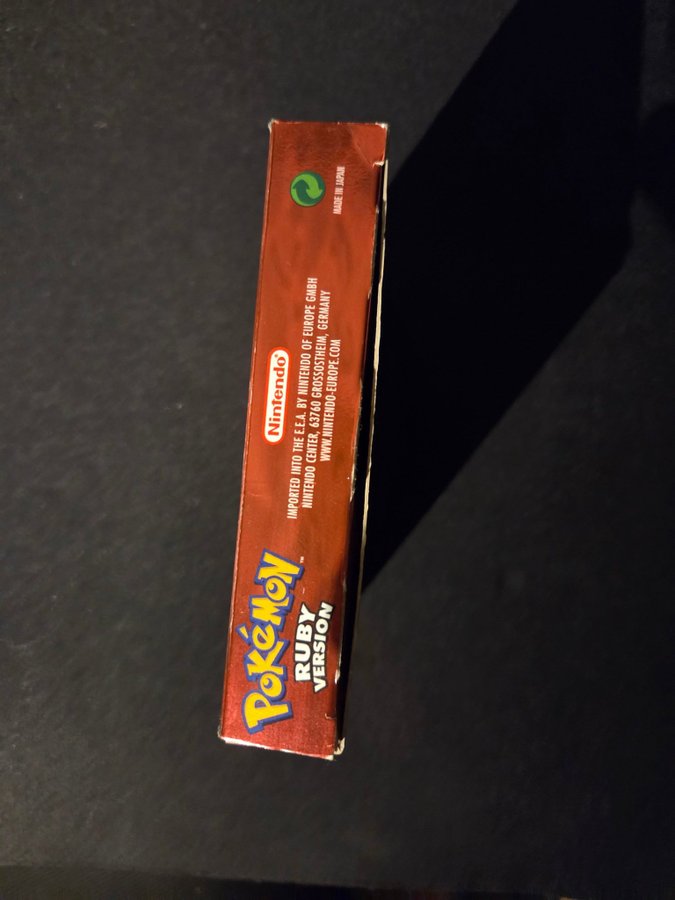 POKéMON™
RUBY
VERSION
Nintendo®
IMPORTED INTO THE E.E.A. BY NINTENDO OF EUROPE GMBH
NINTENDO CENTER, 63760 GROSSOSTHEIM, GERMANY
WWW.NINTENDO-EUROPE.COM
MADE IN JAPAN